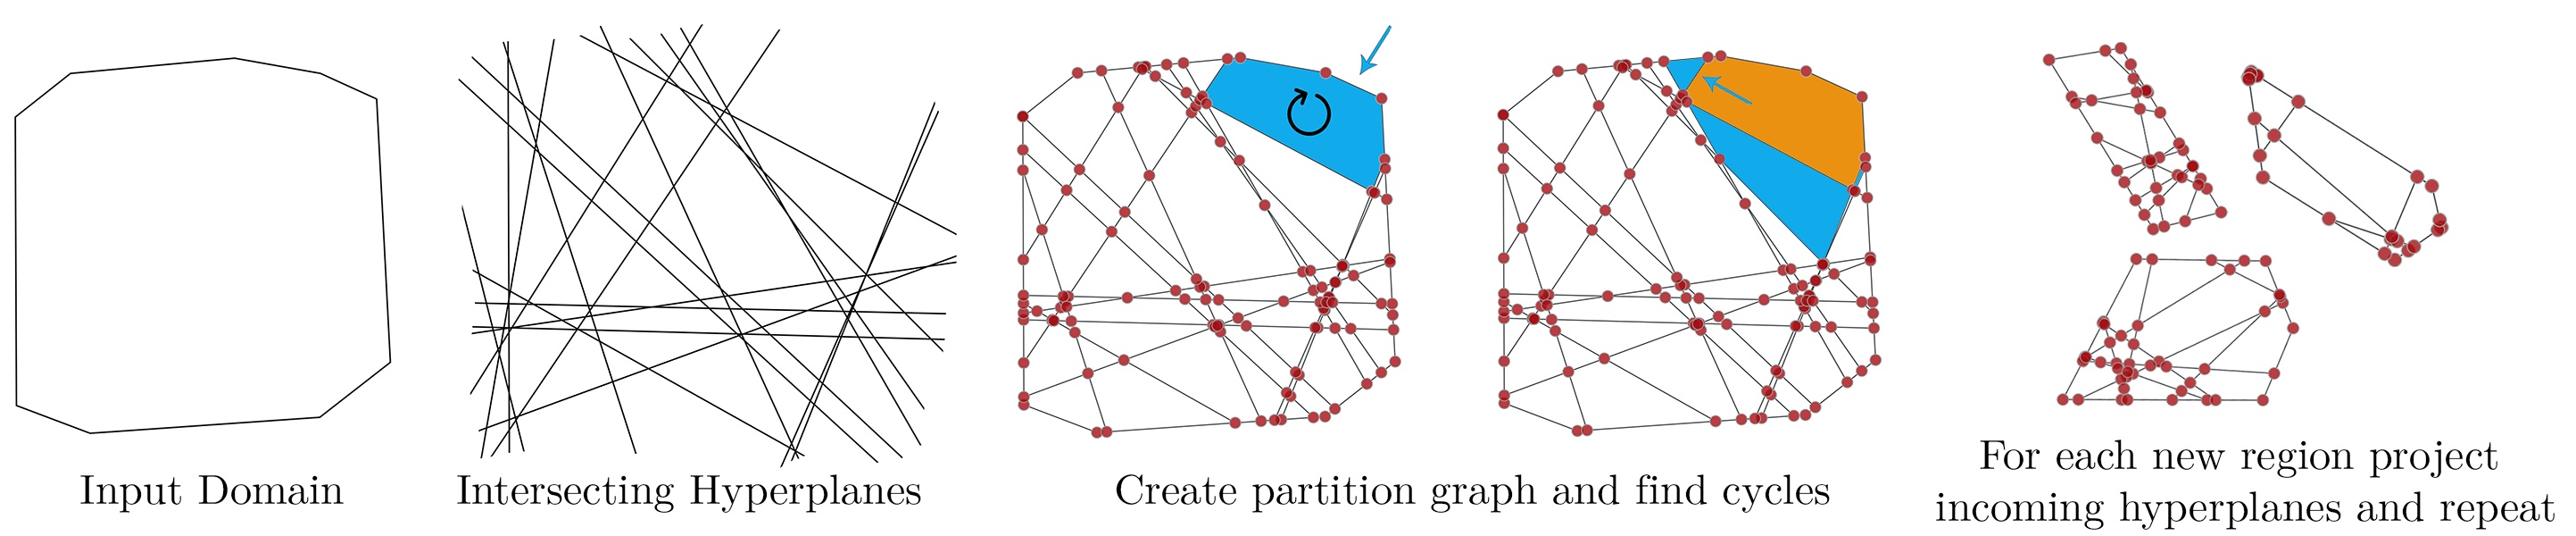 Input Domain
Intersecting Hyperplanes
Create partition graph and find cycles
For each new region project
incoming hyperplanes and repeat